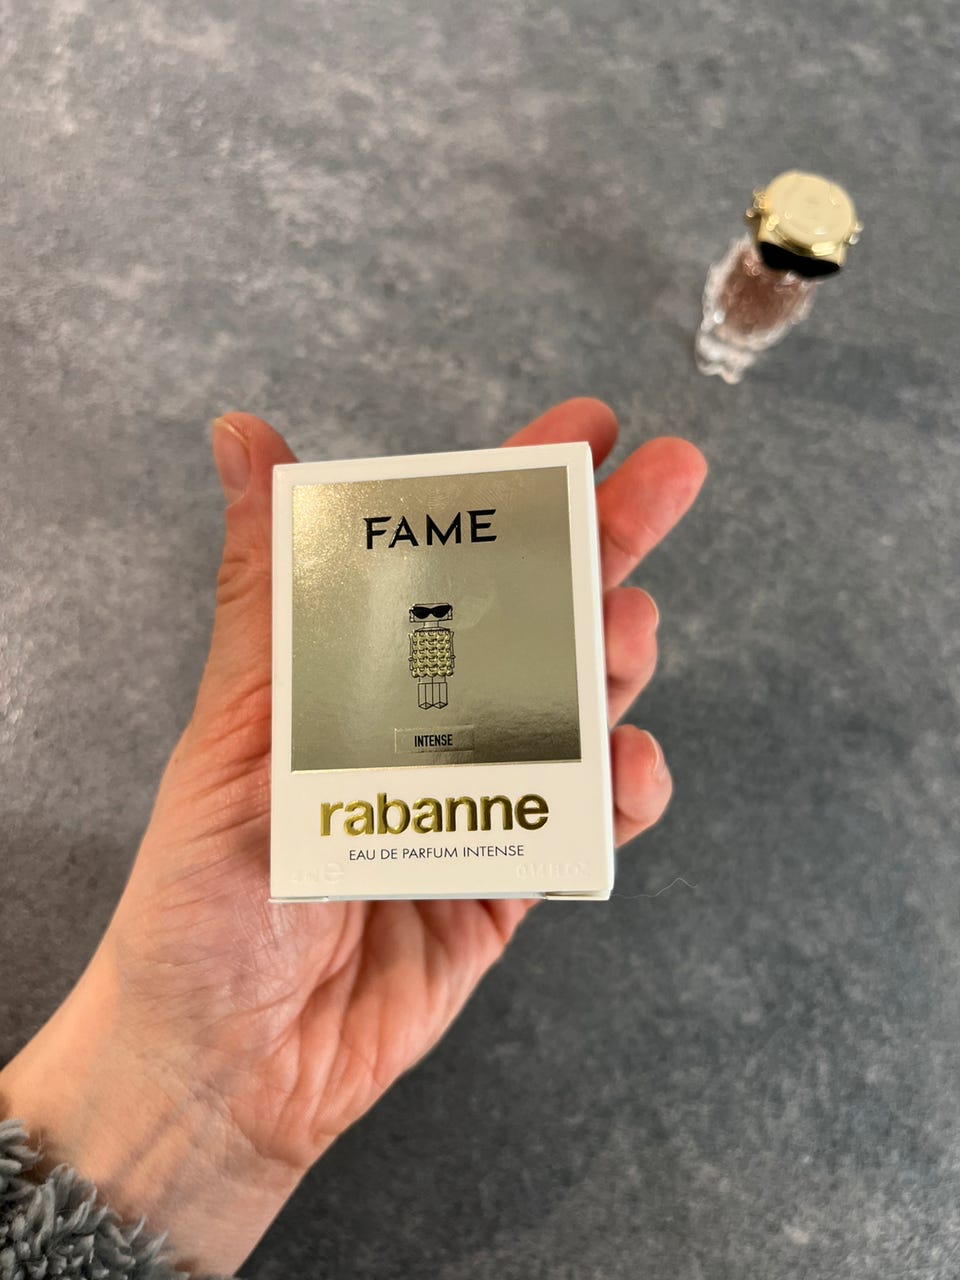 FAME
INTENSE
rabanne
EAU DE PARFUM INTENSE